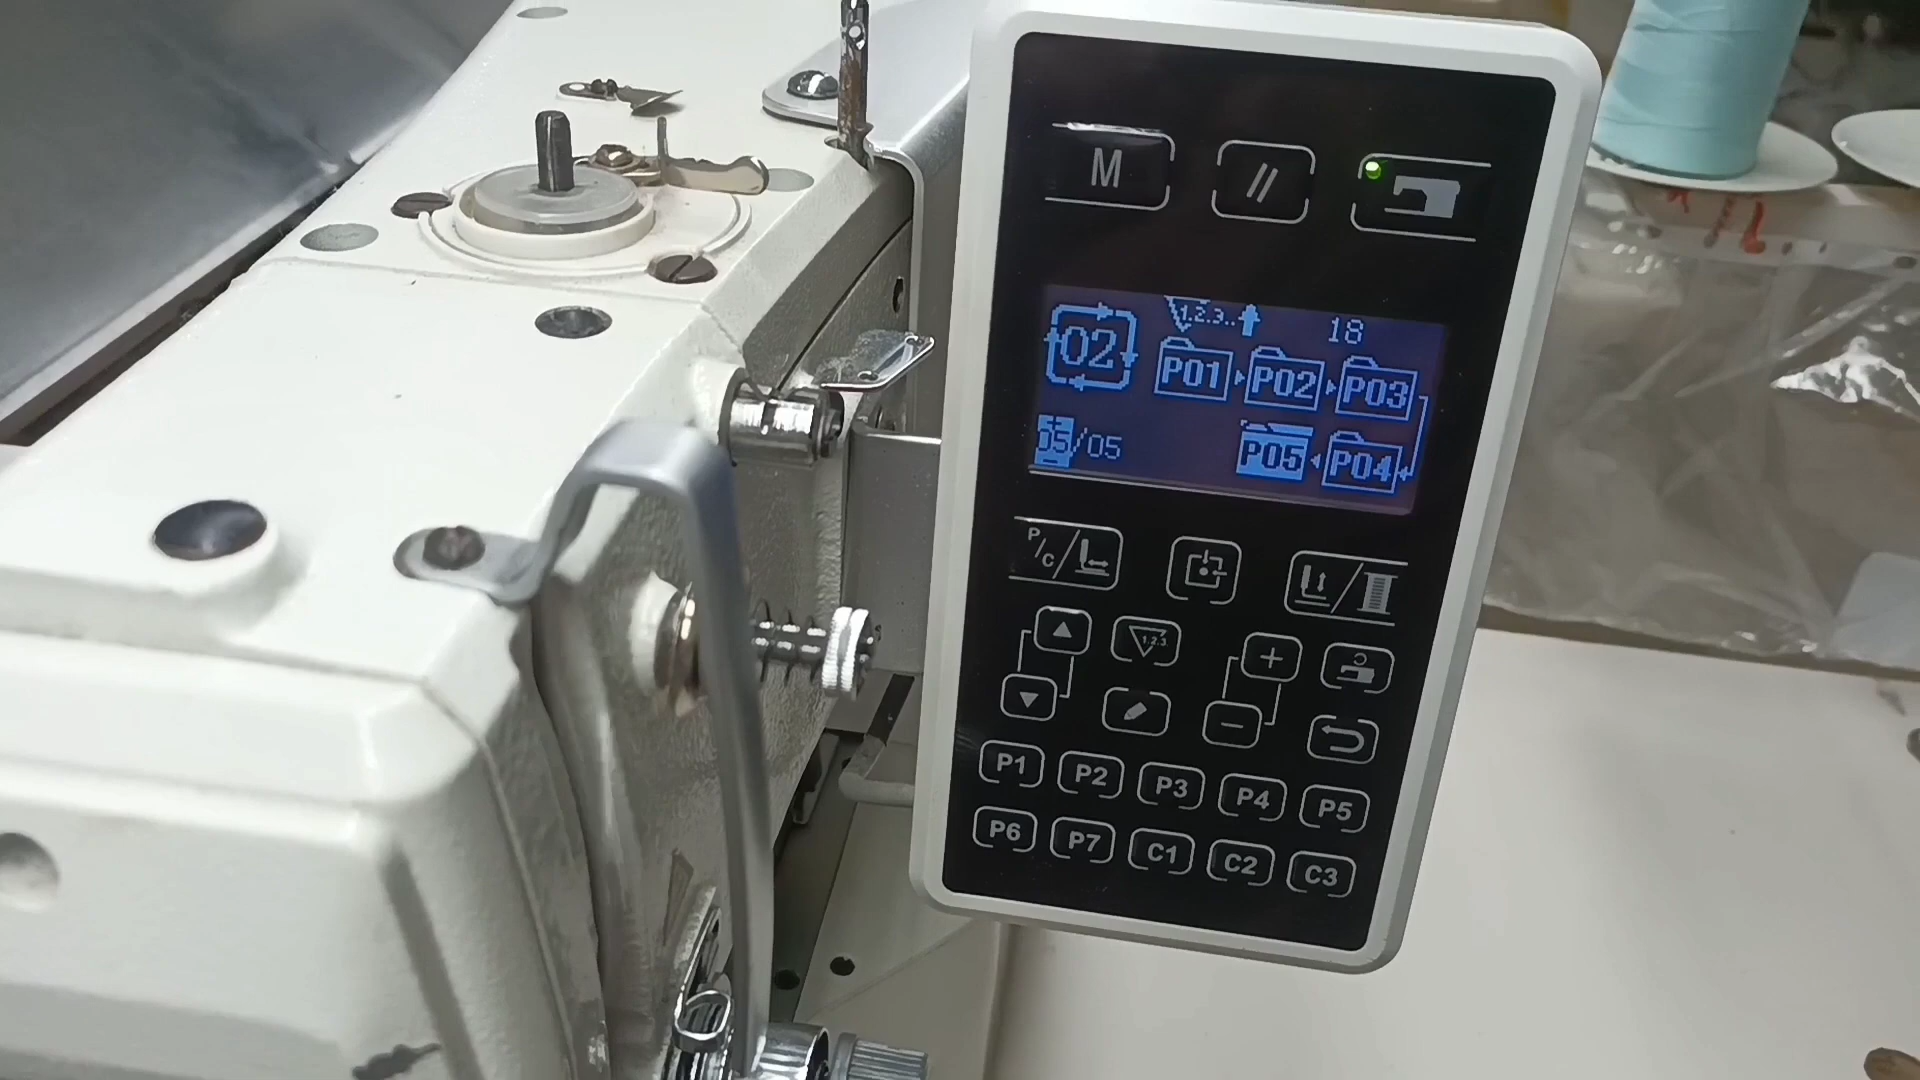 M //
1.2.3.. 18
02 P01 P02 P03
05/05 P05 P04
P/C
1.2.3.
P1 P2 P3 P4 P5
P6 P7 C1 C2 C3